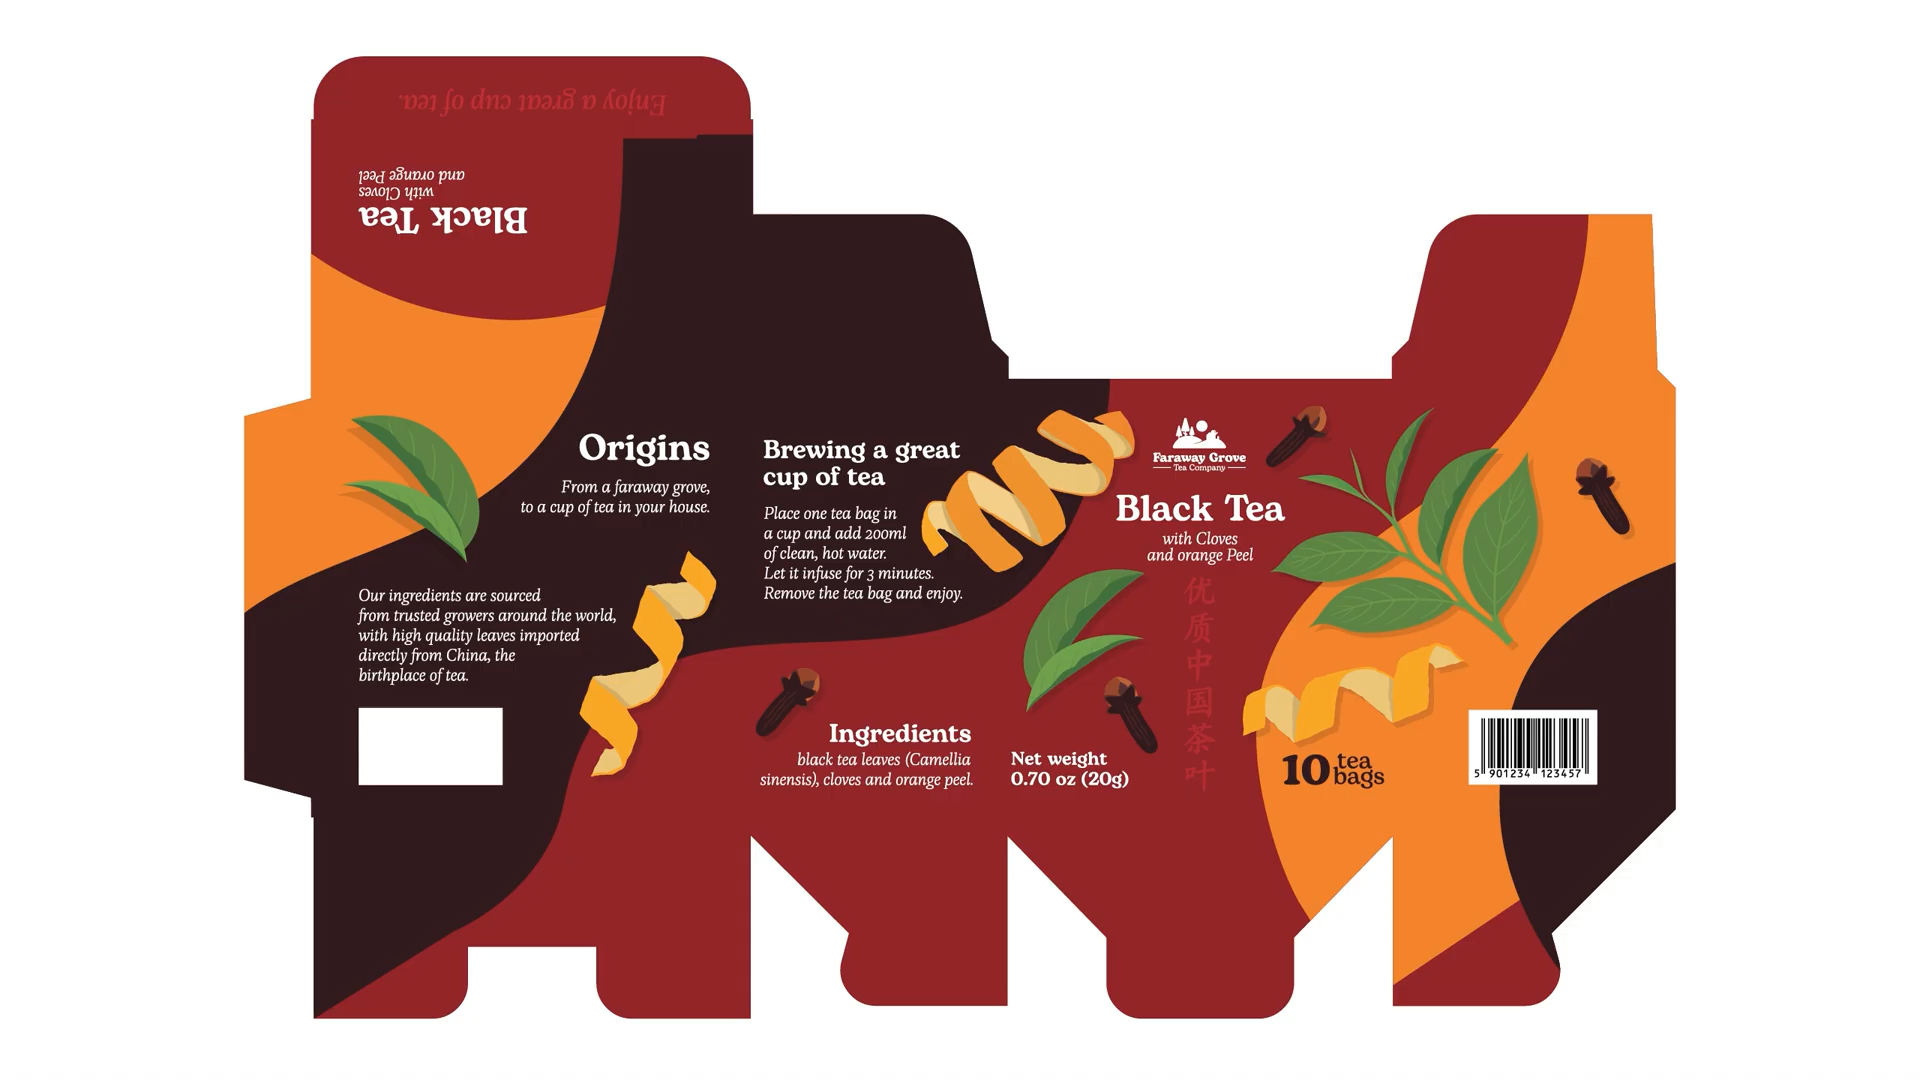 Enjoy a great cup of tea.
Black Tea
with Cloves
and orange Peel
Origins
From a faraway grove,
to a cup of tea in your house.
Our ingredients are sourced
from trusted growers around the world,
with high quality leaves imported
directly from China, the
birthplace of tea.
Brewing a great
cup of tea
Place one tea bag in
a cup and add 200ml
of clean, hot water.
Let it infuse for 3 minutes.
Remove the tea bag and enjoy.
Ingredients
black tea leaves (Camellia
sinensis), cloves and orange peel.
Faraway Grove
Tea Company
Black Tea
with Cloves
and orange Peel
优质中国茶叶
Net weight
0.70 oz (20g)
10 tea
bags
5 901234 123457